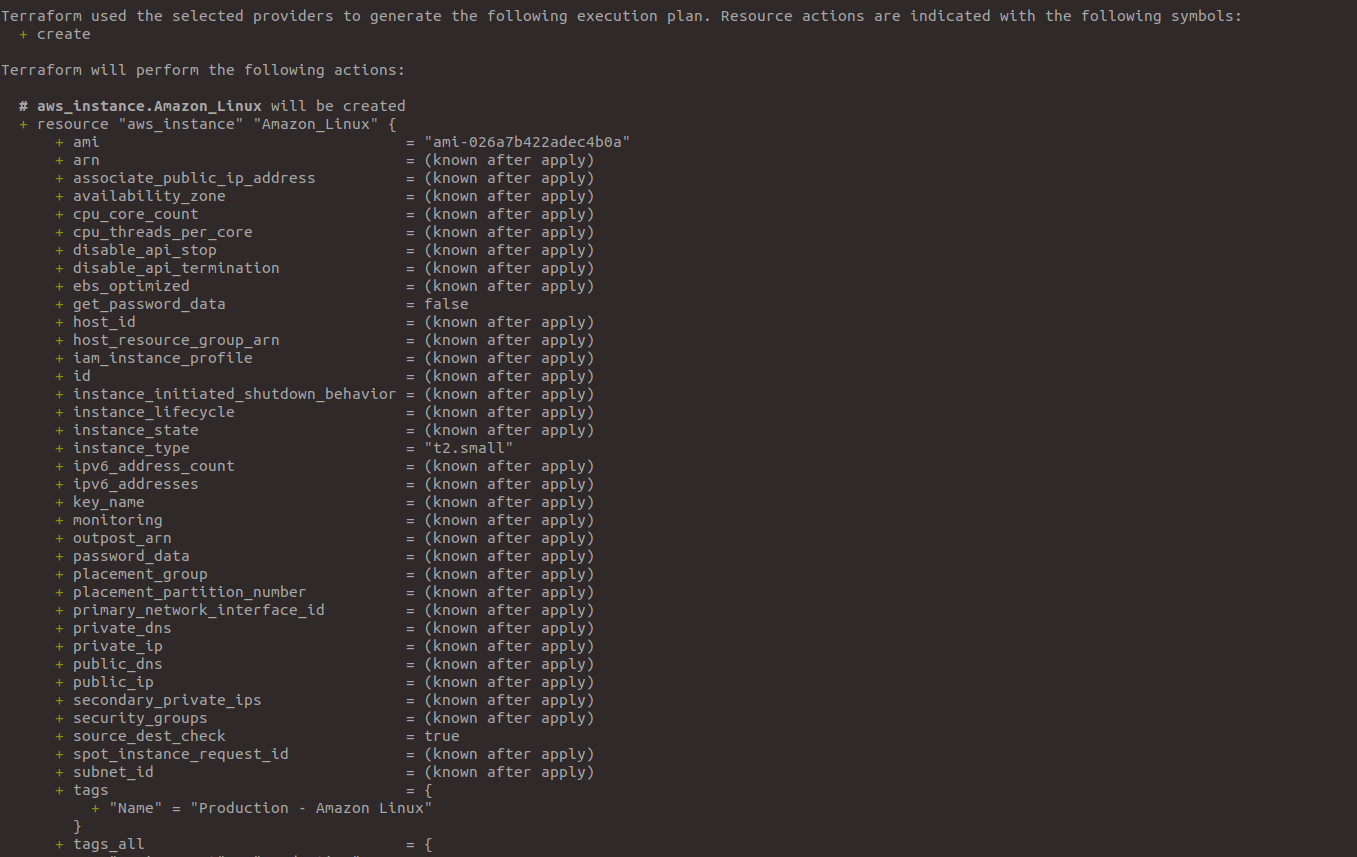 Terraform used the selected providers to generate the following execution plan. Resource actions are indicated with the following symbols:
+ create
Terraform will perform the following actions:
# aws_instance.Amazon_Linux will be created
+ resource "aws_instance" "Amazon_Linux" {
+ ami = "ami-026a7b422adec4b0a"
+ arn = (known after apply)
+ associate_public_ip_address = (known after apply)
+ availability_zone = (known after apply)
+ cpu_core_count = (known after apply)
+ cpu_threads_per_core = (known after apply)
+ disable_api_stop = (known after apply)
+ disable_api_termination = (known after apply)
+ ebs_optimized = (known after apply)
+ get_password_data = false
+ host_id = (known after apply)
+ host_resource_group_arn = (known after apply)
+ iam_instance_profile = (known after apply)
+ id = (known after apply)
+ instance_initiated_shutdown_behavior = (known after apply)
+ instance_lifecycle = (known after apply)
+ instance_state = (known after apply)
+ instance_type = "t2.small"
+ ipv6_address_count = (known after apply)
+ ipv6_addresses = (known after apply)
+ key_name = (known after apply)
+ monitoring = (known after apply)
+ outpost_arn = (known after apply)
+ password_data = (known after apply)
+ placement_group = (known after apply)
+ placement_partition_number = (known after apply)
+ primary_network_interface_id = (known after apply)
+ private_dns = (known after apply)
+ private_ip = (known after apply)
+ public_dns = (known after apply)
+ public_ip = (known after apply)
+ secondary_private_ips = (known after apply)
+ security_groups = (known after apply)
+ source_dest_check = true
+ spot_instance_request_id = (known after apply)
+ subnet_id = (known after apply)
+ tags = {
+ "Name" = "Production - Amazon Linux"
}
+ tags_all = {